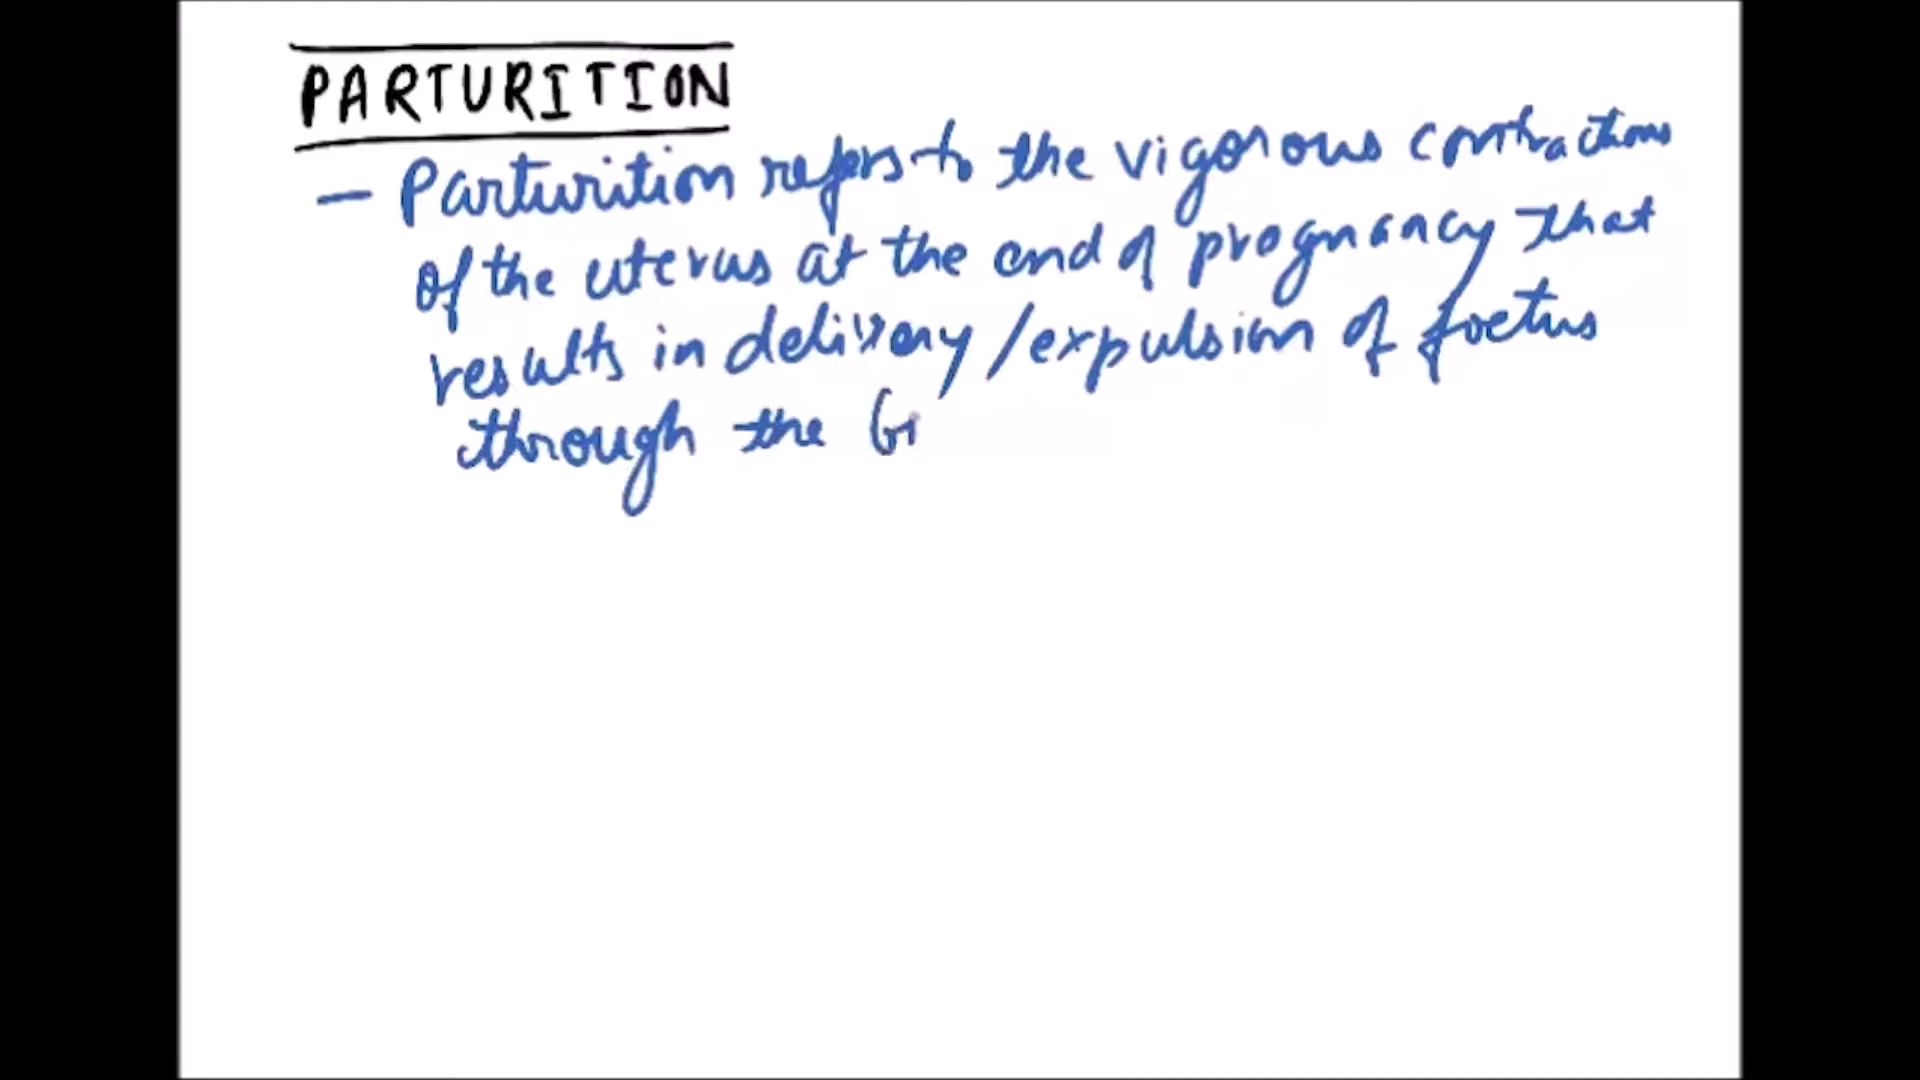 PARTURITION
— Parturition refers to the vigorous contractions
of the uterus at the end of pregnancy that
results in delivery/expulsion of foetus
through the